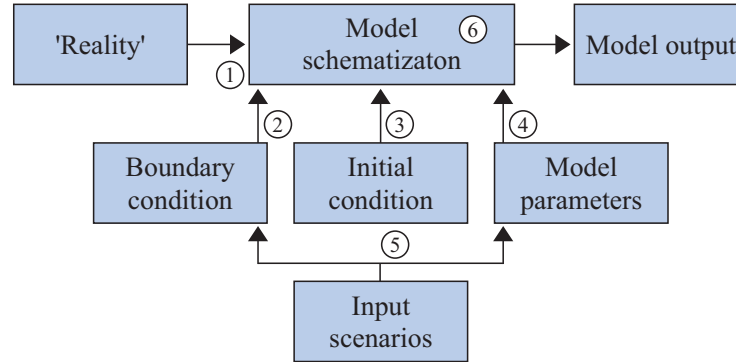 'Reality'
1
Model
schematizaton
6
Model output
2
3
4
Boundary
condition
Initial
condition
Model
parameters
5
Input
scenarios